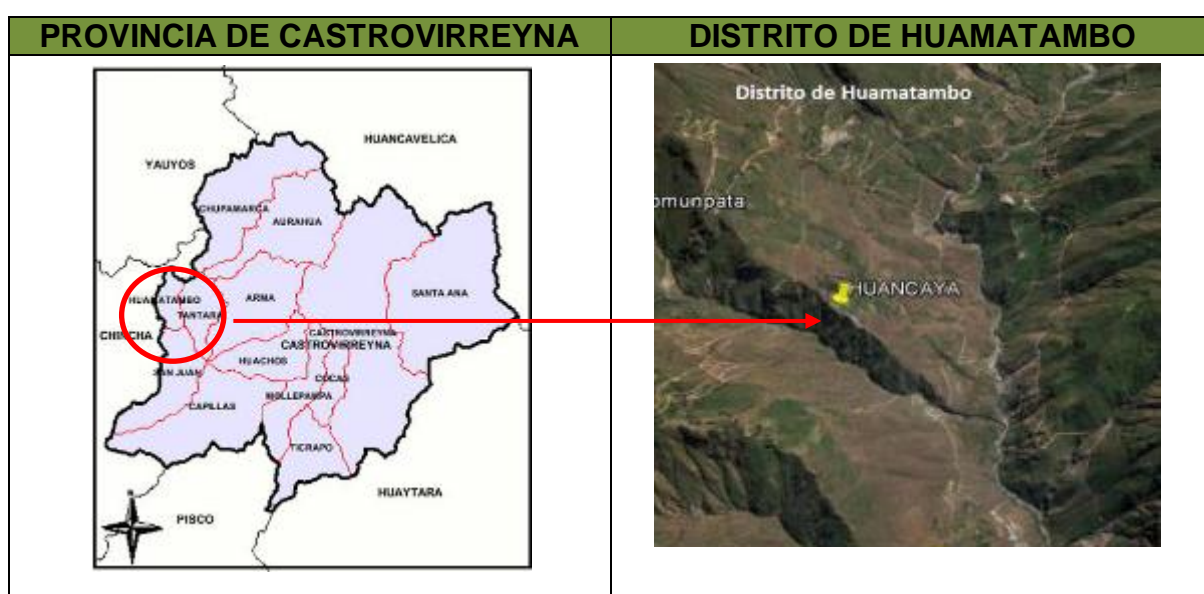 PROVINCIA DE CASTROVIRREYNA
DISTRITO DE HUAMATAMBO
HUANCAVELICA
YAUYOS
CHUPAMARCA
AURAHUA
HUAMATAMBO
ARMA
SANTA ANA
TANTARA
CHINCHA
CASTROVIRREYNA
CASTROVIRREYNA
HUACHOS
SAN JUAN
COCAS
MOLLEPAMPA
CAPILLAS
TICRAPO
HUAYTARA
PISCO
Distrito de Huamatambo
omunpata
HUANCAYA